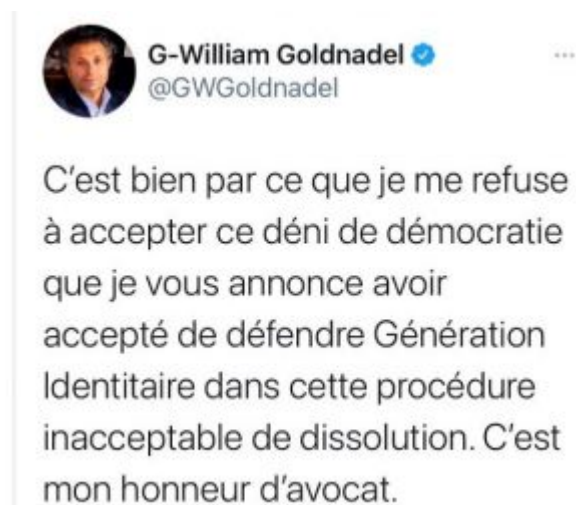 G-William Goldnadel
@GWGoldnadel
C'est bien par ce que je me refuse
à accepter ce déni de démocratie
que je vous annonce avoir
accepté de défendre Génération
Identitaire dans cette procédure
inacceptable de dissolution. C'est
mon honneur d'avocat.